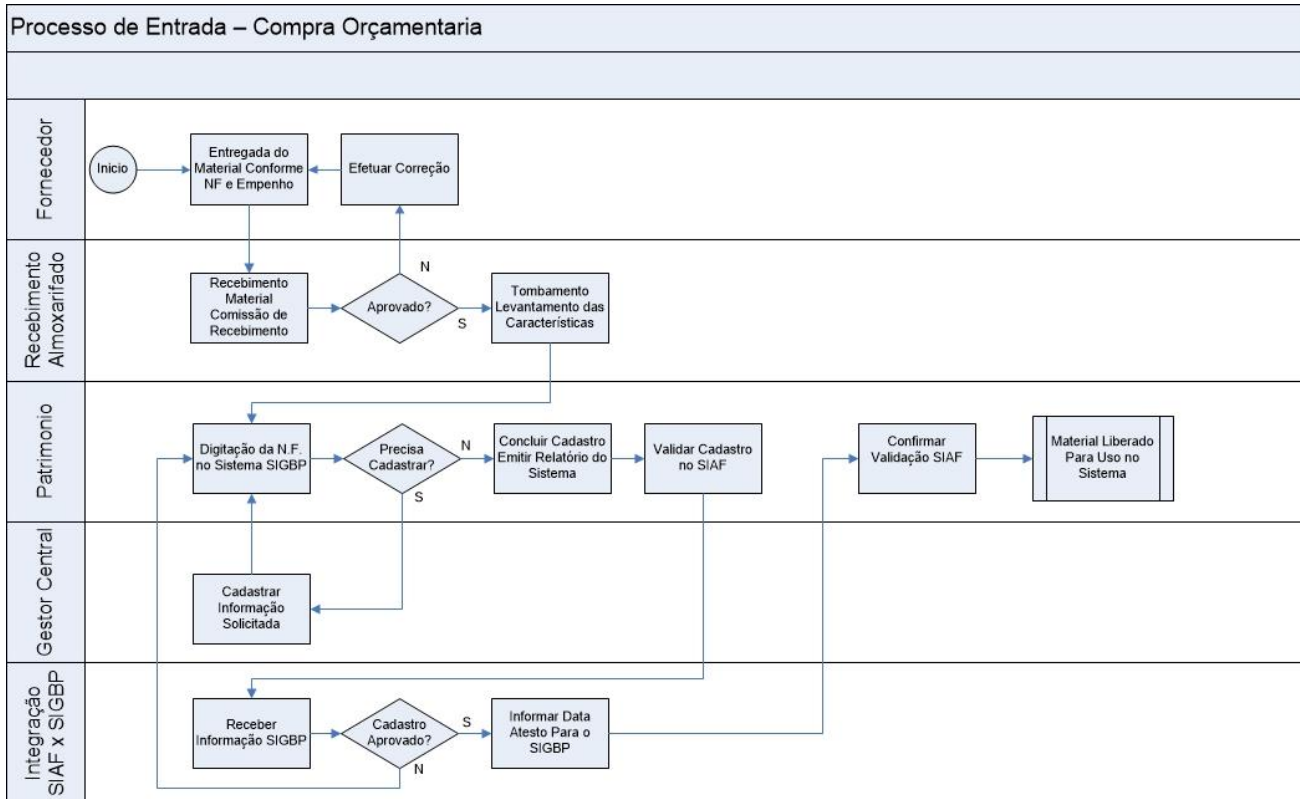 Processo de Entrada – Compra Orçamentaria
Fornecedor
Inicio
Entregada do
Material Conforme
NF e Empenho
Efetuar Correção
Recebimento
Almoxarifado
Recebimento
Material
Comissão de
Recebimento
Aprovado?
N
S
Tombamento
Levantamento das
Características
Patrimonio
Digitação da N.F.
no Sistema SIGBP
Precisa
Cadastrar?
N
S
Concluir Cadastro
Emitir Relatório do
Sistema
Validar Cadastro
no SIAF
Confirmar
Validação SIAF
Material Liberado
Para Uso no
Sistema
Gestor Central
Cadastrar
Informação
Solicitada
Integração
SIAF x SIGBP
Receber
Informação SIGBP
Cadastro
Aprovado?
S
N
Informar Data
Atesto Para o
SIGBP